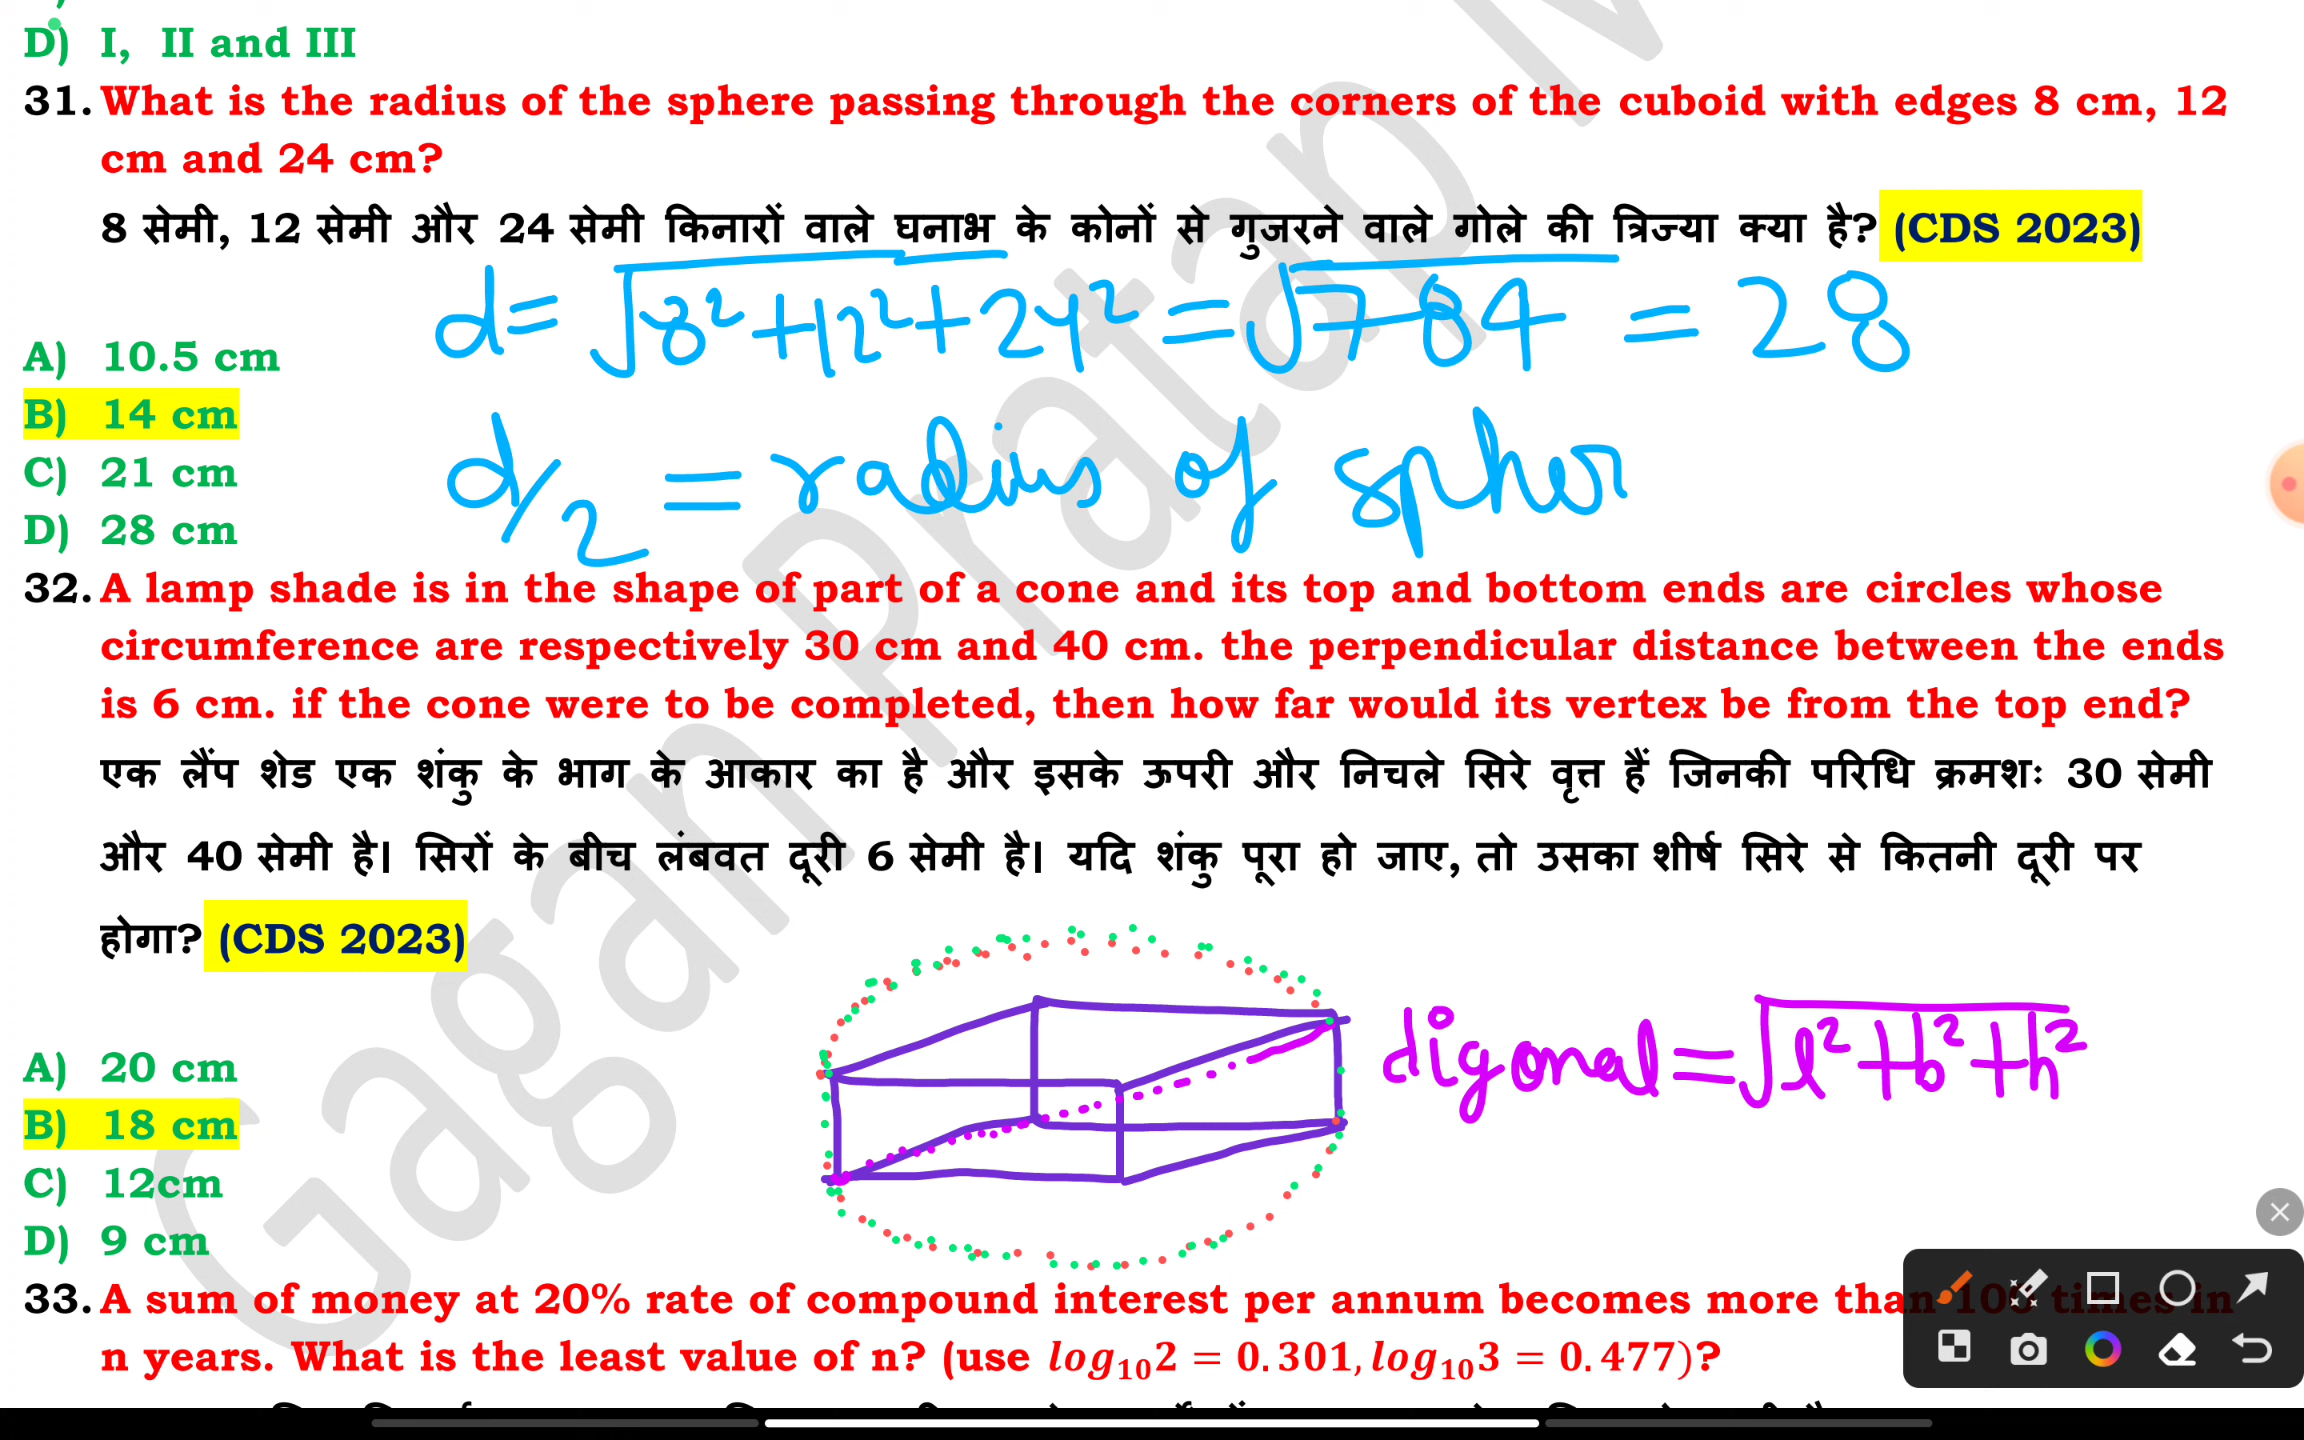 D) I, II and III
31. What is the radius of the sphere passing through the corners of the cuboid with edges 8 cm, 12
cm and 24 cm?
8 सेमी, 12 सेमी और 24 सेमी किनारों वाले घनाभ के कोनों से गुजरने वाले गोले की त्रिज्या क्या है? (CDS 2023)
d= √8²+12²+24² = √784 = 28
A) 10.5 cm
B) 14 cm
d/2 = radius of spher
C) 21 cm
D) 28 cm
32. A lamp shade is in the shape of part of a cone and its top and bottom ends are circles whose
circumference are respectively 30 cm and 40 cm. the perpendicular distance between the ends
is 6 cm. if the cone were to be completed, then how far would its vertex be from the top end?
एक लैंप शेड एक शंकु के भाग के आकार का है और इसके ऊपरी और निचले सिरे वृत्त हैं जिनकी परिधि क्रमशः 30 सेमी
और 40 सेमी है। सिरों के बीच लंबवत दूरी 6 सेमी है। यदि शंकु पूरा हो जाए, तो उसका शीर्ष सिरे से कितनी दूरी पर
होगा? (CDS 2023)
digonal = √l²+b²+h²
A) 20 cm
B) 18 cm
C) 12cm
D) 9 cm
33. A sum of money at 20% rate of compound interest per annum becomes more than 100 times in
n years. What is the least value of n? (use log₁₀2 = 0.301, log₁₀3 = 0.477)?
Gagan Pratap